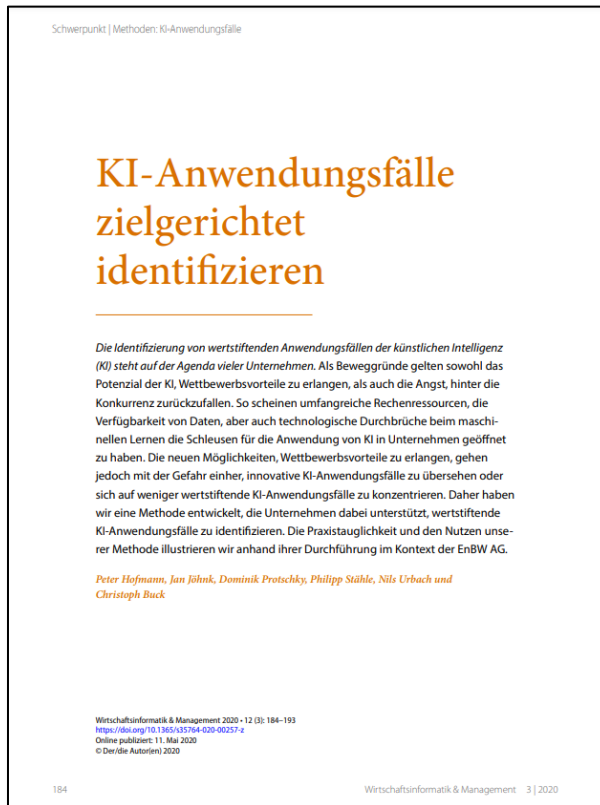 Schwerpunkt | Methoden: KI-Anwendungsfälle
KI-Anwendungsfälle
zielgerichtet
identifizieren
Die Identifizierung von wertstiftenden Anwendungsfällen der künstlichen Intelligenz
(KI) steht auf der Agenda vieler Unternehmen. Als Beweggründe gelten sowohl das
Potenzial der KI, Wettbewerbsvorteile zu erlangen, als auch die Angst, hinter die
Konkurrenz zurückzufallen. So scheinen umfangreiche Rechenressourcen, die
Verfügbarkeit von Daten, aber auch technologische Durchbrüche beim maschi-
nellen Lernen die Schleusen für die Anwendung von KI in Unternehmen geöffnet
zu haben. Die neuen Möglichkeiten, Wettbewerbsvorteile zu erlangen, gehen
jedoch mit der Gefahr einher, innovative KI-Anwendungsfälle zu übersehen oder
sich auf weniger wertstiftende KI-Anwendungsfälle zu konzentrieren. Daher haben
wir eine Methode entwickelt, die Unternehmen dabei unterstützt, wertstiftende
KI-Anwendungsfälle zu identifizieren. Die Praxistauglichkeit und den Nutzen unse-
rer Methode illustrieren wir anhand ihrer Durchführung im Kontext der EnBW AG.
Peter Hofmann, Jan Jöhnk, Dominik Protschky, Philipp Stähle, Nils Urbach und
Christoph Buck
Wirtschaftsinformatik & Management 2020 • 12 (3): 184–193
https://doi.org/10.1365/s35764-020-00257-z
Online publiziert: 11. Mai 2020
© Der/die Autor(en) 2020
184
Wirtschaftsinformatik & Management 3 | 2020